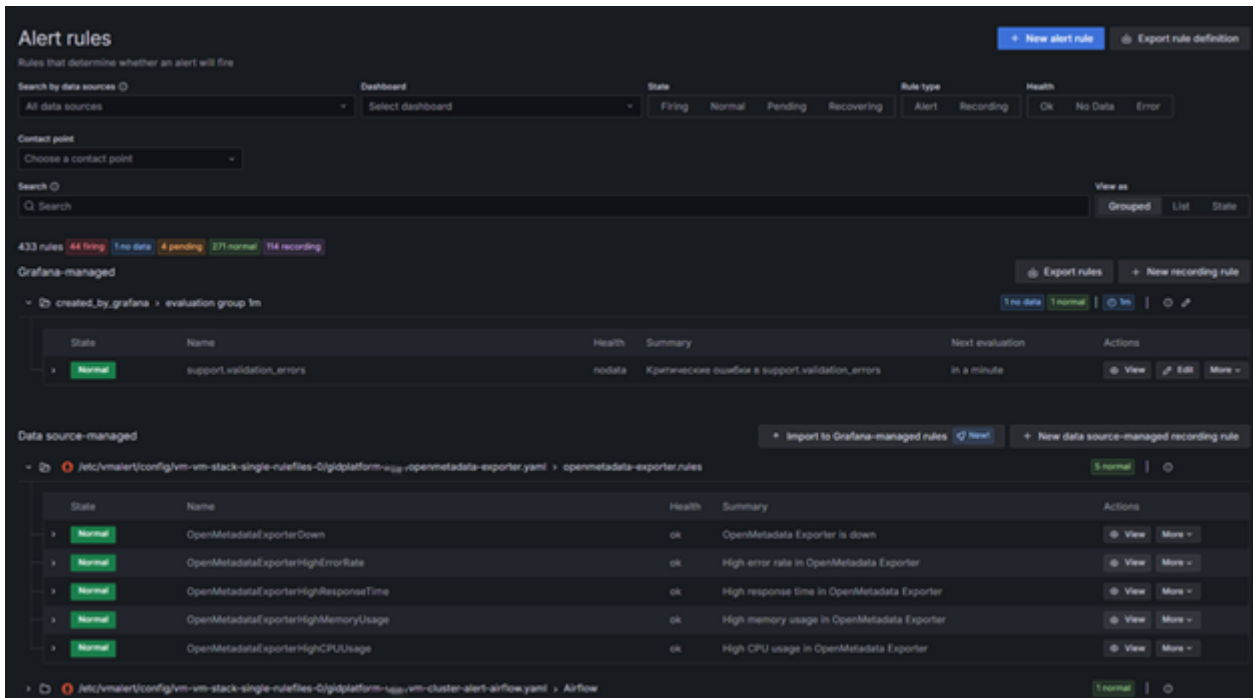 Alert rules
+ New alert rule
Export rule definition
Rules that determine whether an alert will fire
Search by data sources
Dashboard
State
Rule type
Health
All data sources
Select dashboard
Firing Normal Pending Recovering
Alert Recording
Ok No Data Error
Contact point
Choose a contact point
Search
View as
Search
Grouped List State
433 rules 44 firing 1 no data 4 pending 271 normal 114 recording
Grafana-managed
Export rules
+ New recording rule
created_by_grafana > evaluation group 1m
1 no data 1 normal | 1m |
State Name Health Summary Next evaluation Actions
Normal support.validation_errors nodata Критические ошибки в support.validation_errors in a minute View Edit More
Data source-managed
+ Import to Grafana-managed rules New!
+ New data source-managed recording rule
/etc/vmalert/config/vm-vm-stack-single-rulefiles-0/gidplatform- openmetadata-exporter.yaml > openmetadata-exporter.rules
5 normal |
State Name Health Summary Actions
Normal OpenMetadataExporterDown ok OpenMetadata Exporter is down View More
Normal OpenMetadataExporterHighErrorRate ok High error rate in OpenMetadata Exporter View More
Normal OpenMetadataExporterHighResponseTime ok High response time in OpenMetadata Exporter View More
Normal OpenMetadataExporterHighMemoryUsage ok High memory usage in OpenMetadata Exporter View More
Normal OpenMetadataExporterHighCPUUsage ok High CPU usage in OpenMetadata Exporter View More
/etc/vmalert/config/vm-vm-stack-single-rulefiles-0/gidplatform- vm-cluster-alert-airflow.yaml > Airflow
1 normal |